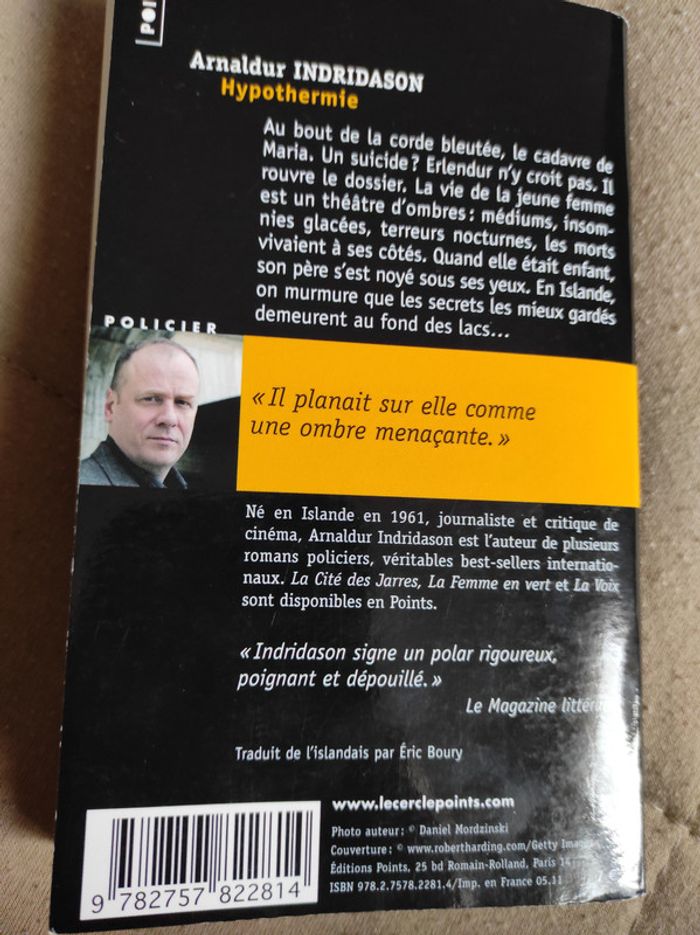 POI
Arnaldur INDRIDASON
Hypothermie
Au bout de la corde bleutée, le cadavre de
Maria. Un suicide ? Erlendur n'y croit pas. Il
rouvre le dossier. La vie de la jeune femme
est un théâtre d'ombres : médiums, insom-
nies glacées, terreurs nocturnes, les morts
vivaient à ses côtés. Quand elle était enfant,
son père s'est noyé sous ses yeux. En Islande,
on murmure que les secrets les mieux gardés
demeurent au fond des lacs...
POLICIER
« Il planait sur elle comme
une ombre menaçante. »
Né en Islande en 1961, journaliste et critique de
cinéma, Arnaldur Indridason est l'auteur de plusieurs
romans policiers, véritables best-sellers internatio-
naux. La Cité des Jarres, La Femme en vert et La Voix
sont disponibles en Points.
« Indridason signe un polar rigoureux,
poignant et dépouillé. »
Le Magazine
Traduit de l'islandais par Éric Boury
www.lecerclepoints.com
Photo auteur : © Daniel Mordzinski
Couverture : © www.robertharding.com/Getty
Éditions Points, 25 bd Romain-Rolland, Paris 14
ISBN 978.2.7578.2281.4/Imp. en France 05.11
9 782757 822814